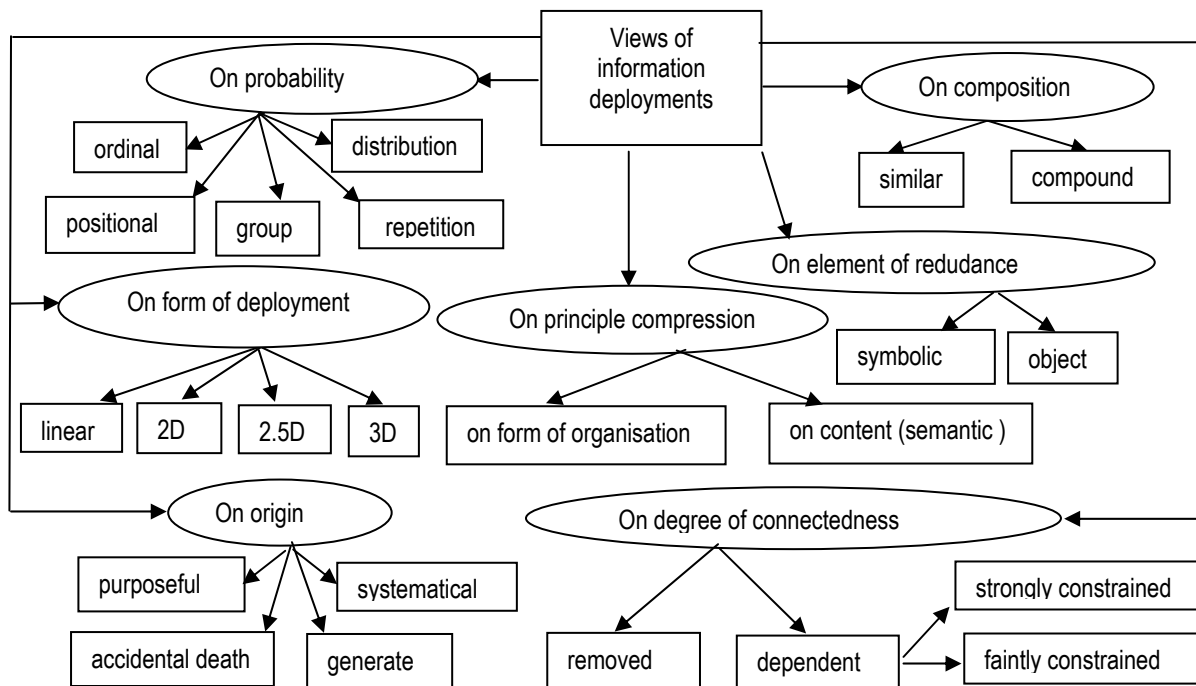 Views of
information
deployments
On probability
On composition
ordinal
distribution
similar
compound
positional
group
repetition
On element of redudance
On form of deployment
On principle compression
symbolic
object
linear
2D
2.5D
3D
on form of organisation
on content (semantic )
On origin
On degree of connectedness
purposeful
systematical
strongly constrained
accidental death
generate
removed
dependent
faintly constrained